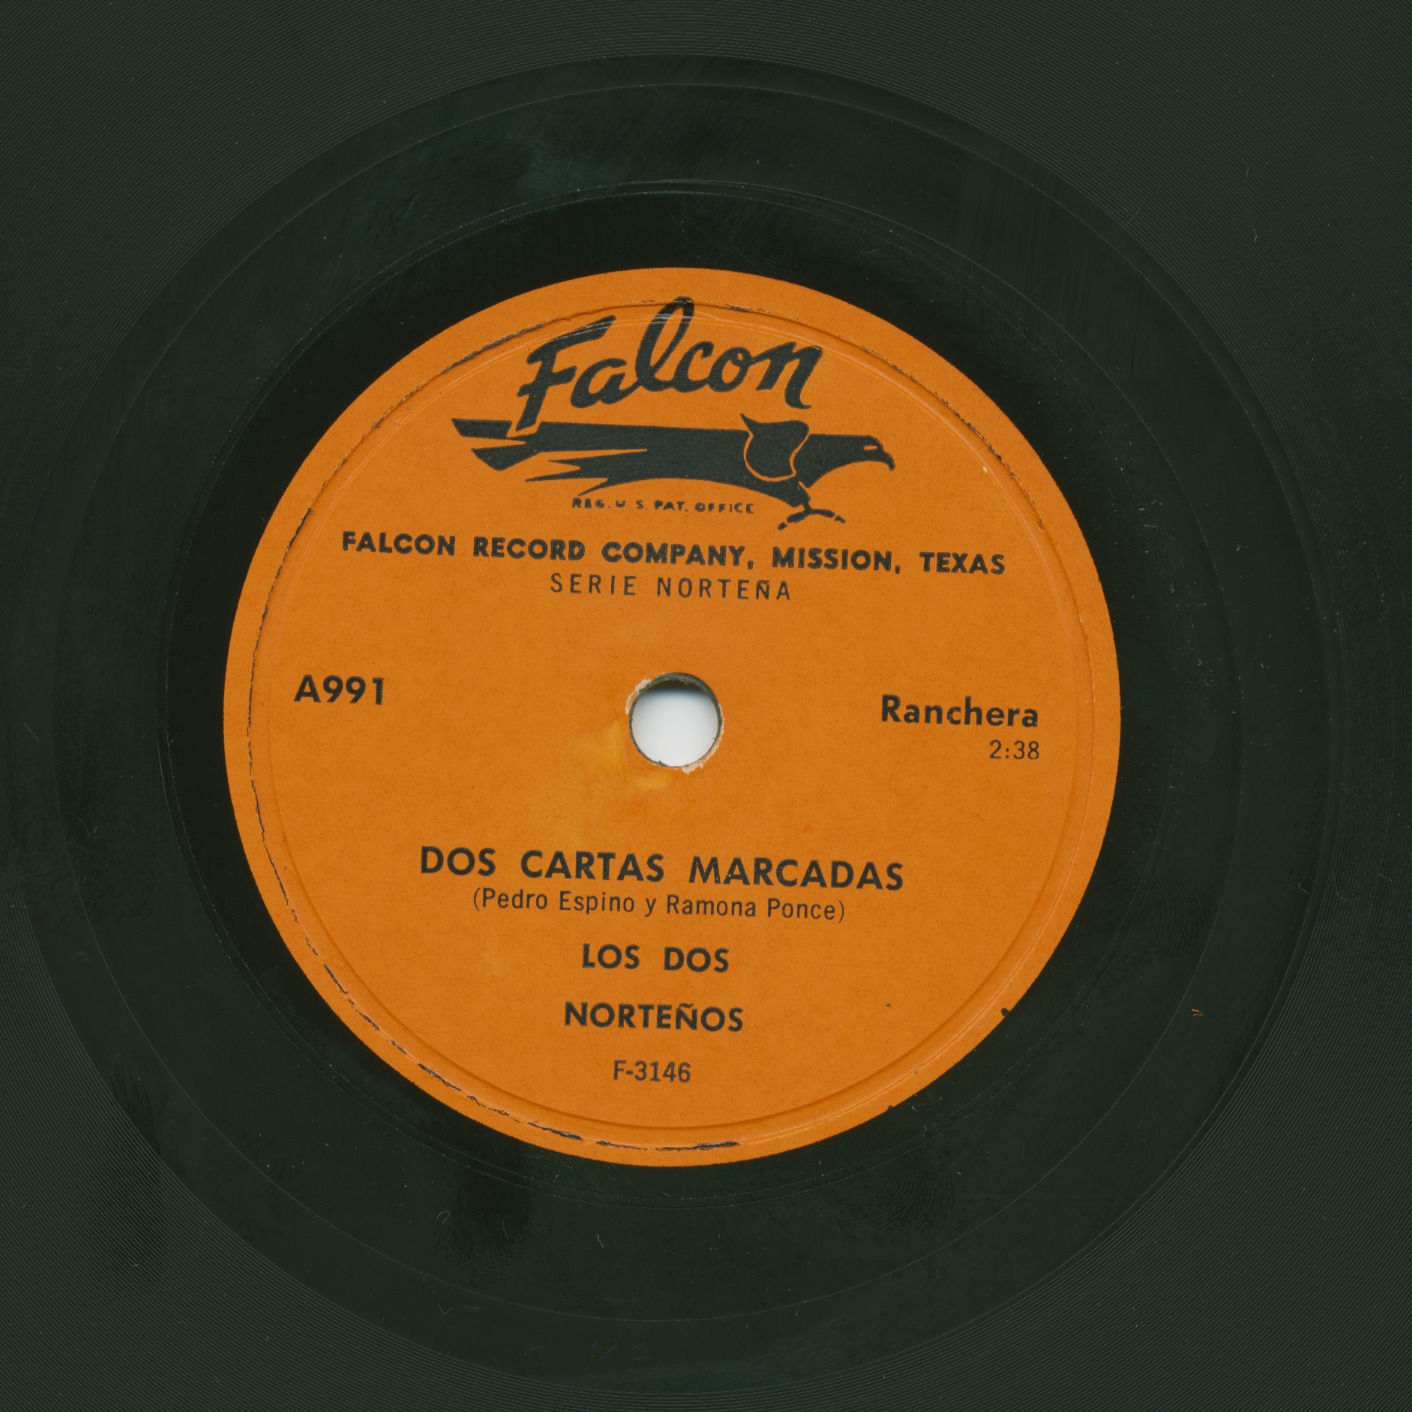 Falcon
REG. U S. PAT. OFFICE
FALCON RECORD COMPANY, MISSION, TEXAS
SERIE NORTEÑA
A991
Ranchera
2:38
DOS CARTAS MARCADAS
(Pedro Espino y Ramona Ponce)
LOS DOS
NORTEÑOS
F-3146